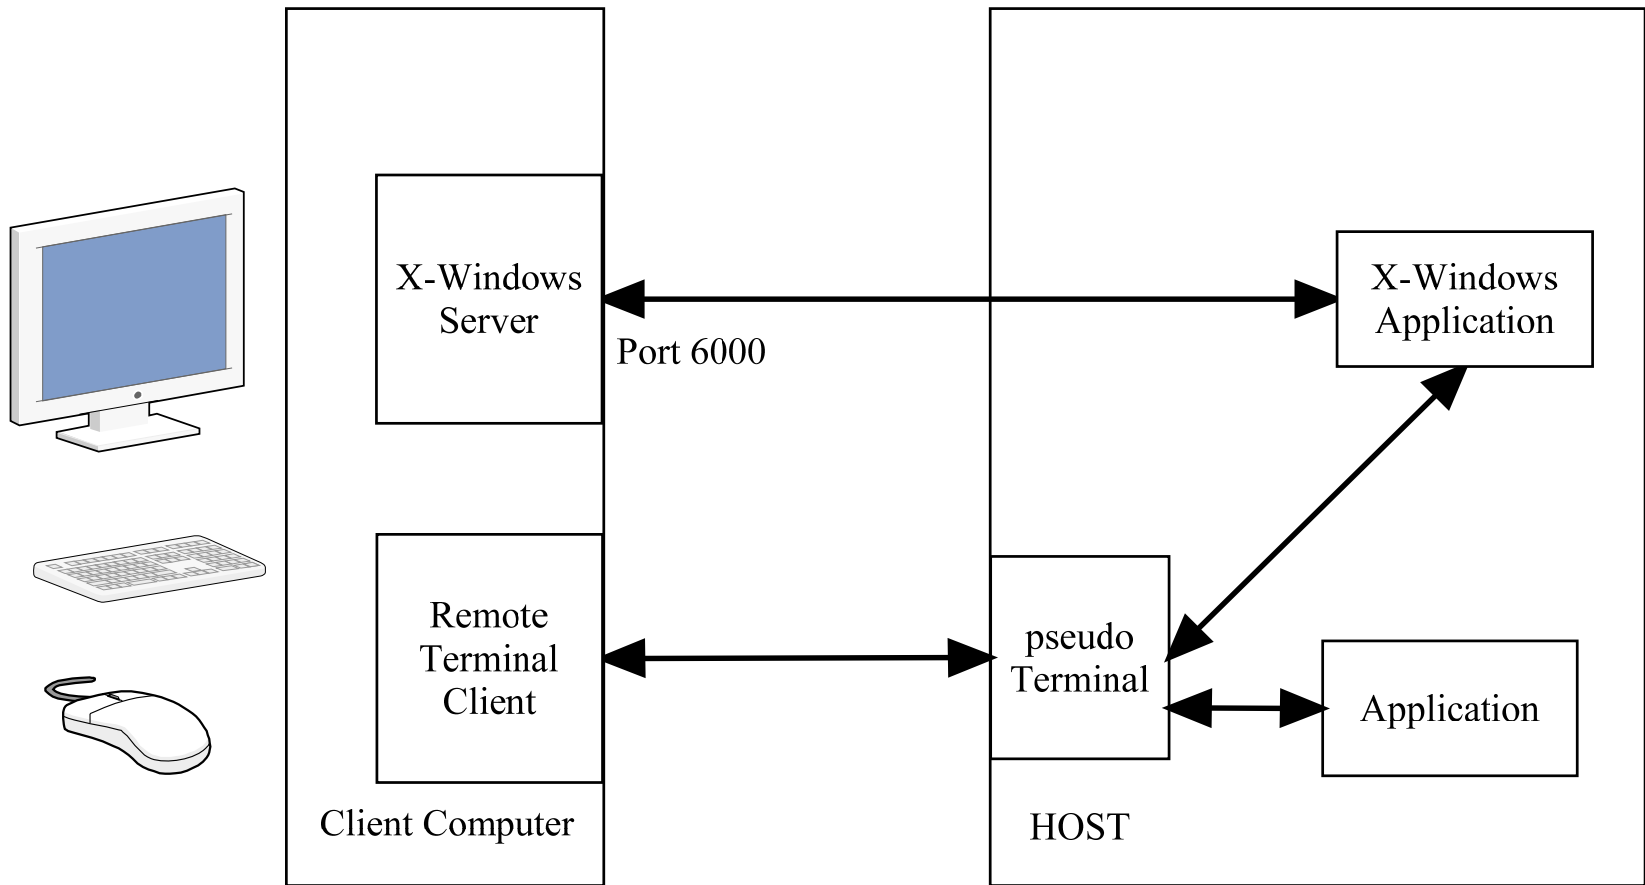 X-Windows
Server
Port 6000
X-Windows
Application
Remote
Terminal
Client
pseudo
Terminal
Application
Client Computer
HOST